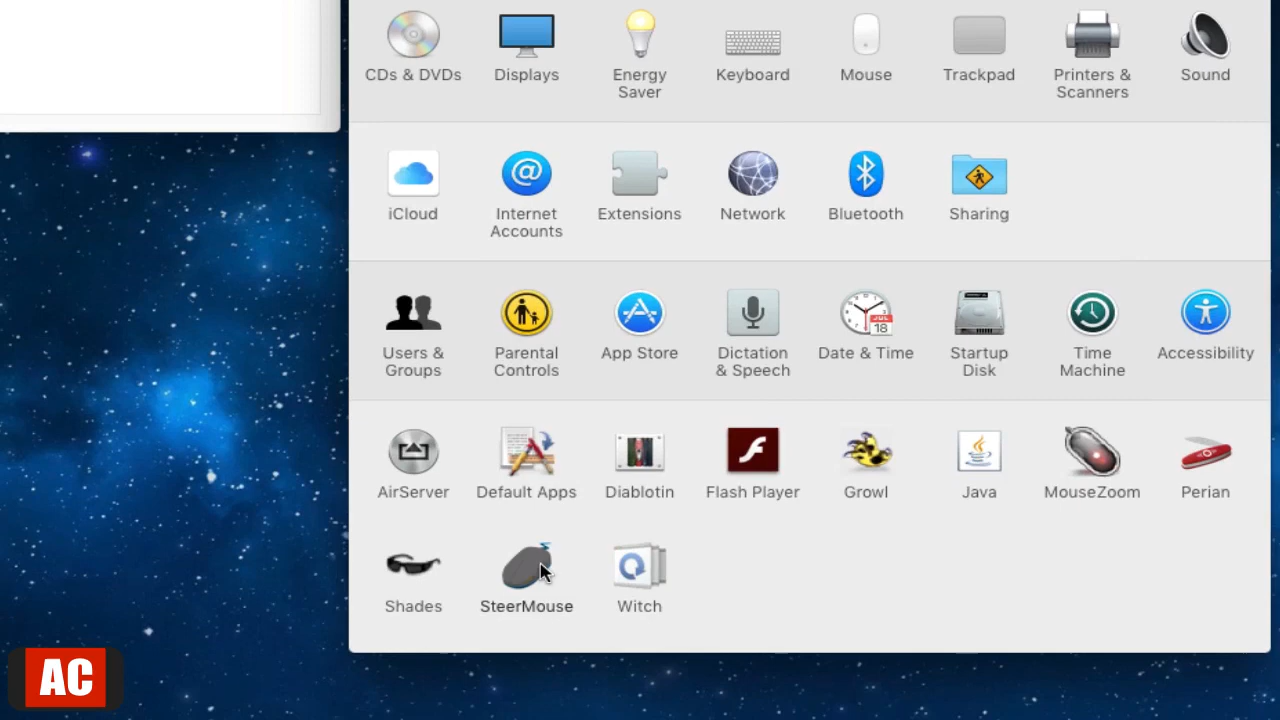 CDs & DVDs
Displays
Energy
Saver
Keyboard
Mouse
Trackpad
Printers &
Scanners
Sound
iCloud
@
Internet
Accounts
Extensions
Network
Bluetooth
Sharing
Users &
Groups
Parental
Controls
App Store
Dictation
& Speech
JUL
18
Date & Time
Startup
Disk
Time
Machine
Accessibility
AirServer
Default Apps
Diablotin
Flash Player
Growl
Java
MouseZoom
Perian
Shades
SteerMouse
Witch
AC